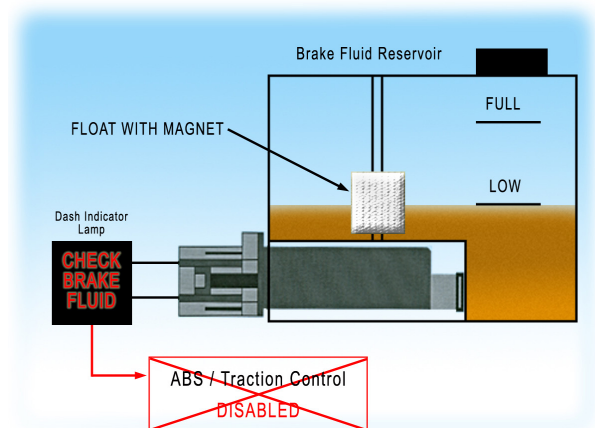 Brake Fluid Reservoir
FULL
FLOAT WITH MAGNET
LOW
Dash Indicator
Lamp
CHECK
BRAKE
FLUID
ABS / Traction Control
DISABLED